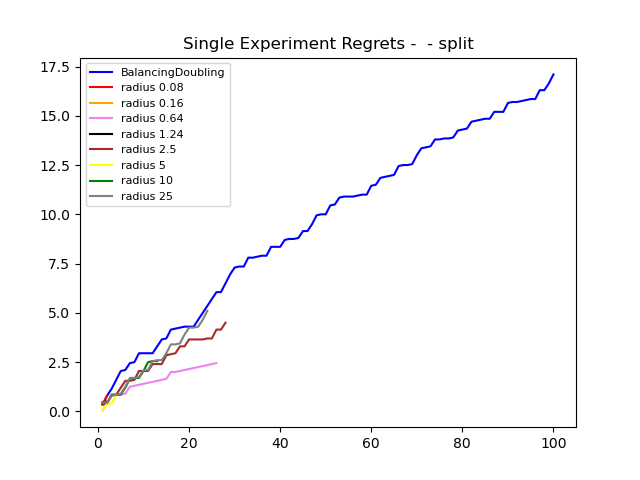 Single Experiment Regrets -  - split
17.5
15.0
12.5
10.0
7.5
5.0
2.5
0.0
BalancingDoubling
radius 0.08
radius 0.16
radius 0.64
radius 1.24
radius 2.5
radius 5
radius 10
radius 25
0 20 40 60 80 100